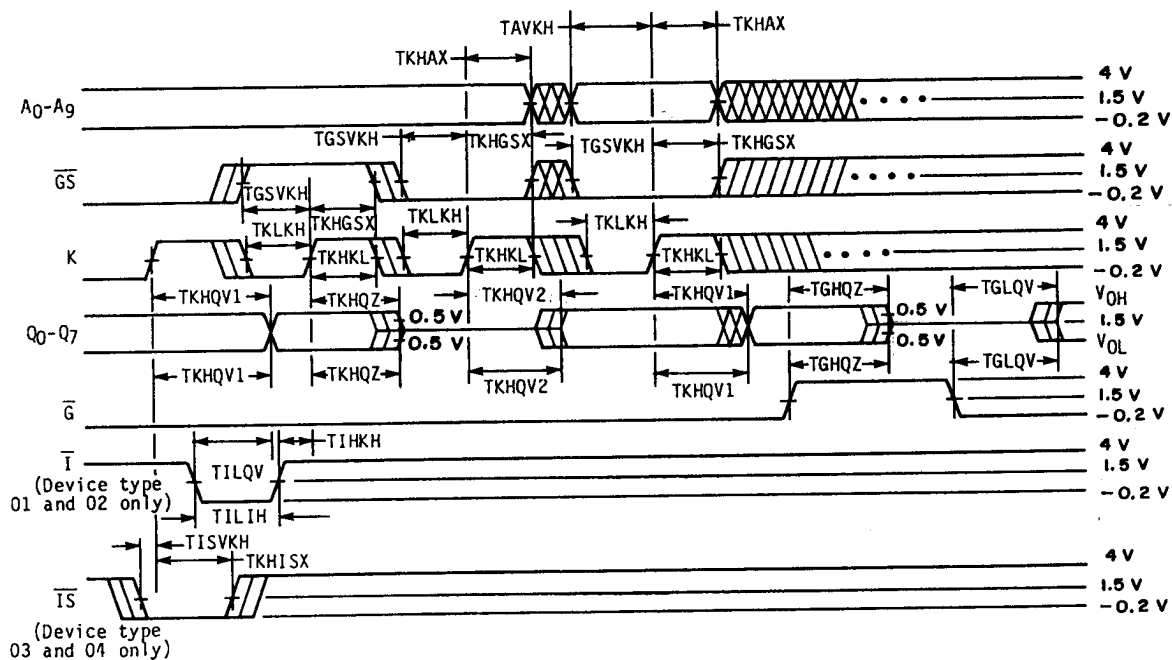 TAVKH TKHAX
TKHAX
A0-A9 4 V
1.5 V
-0.2 V
TGSVKH TKHGSX TGSVKH TKHGSX
GS 4 V
1.5 V
-0.2 V
TGSVKH
TKHGSX
TKLKH TKLKH TKLKH
K TKHKL TKHKL TKHKL 4 V
1.5 V
-0.2 V
TKHQV1 TKHQZ TKHQV2 TKHQV1 TGHQZ TGLQV
Q0-Q7 0.5 V 0.5 V VOH
0.5 V 0.5 V 1.5 V
VOL
TKHQV1 TKHQZ TKHQV2 TKHQV1 TGHQZ TGLQV
G 4 V
1.5 V
-0.2 V
TIHKH
I TILQV 4 V
(Device type 1.5 V
01 and 02 only) -0.2 V
TILIH
TISVKH
TKHISX
IS 4 V
1.5 V
-0.2 V
(Device type
03 and 04 only)